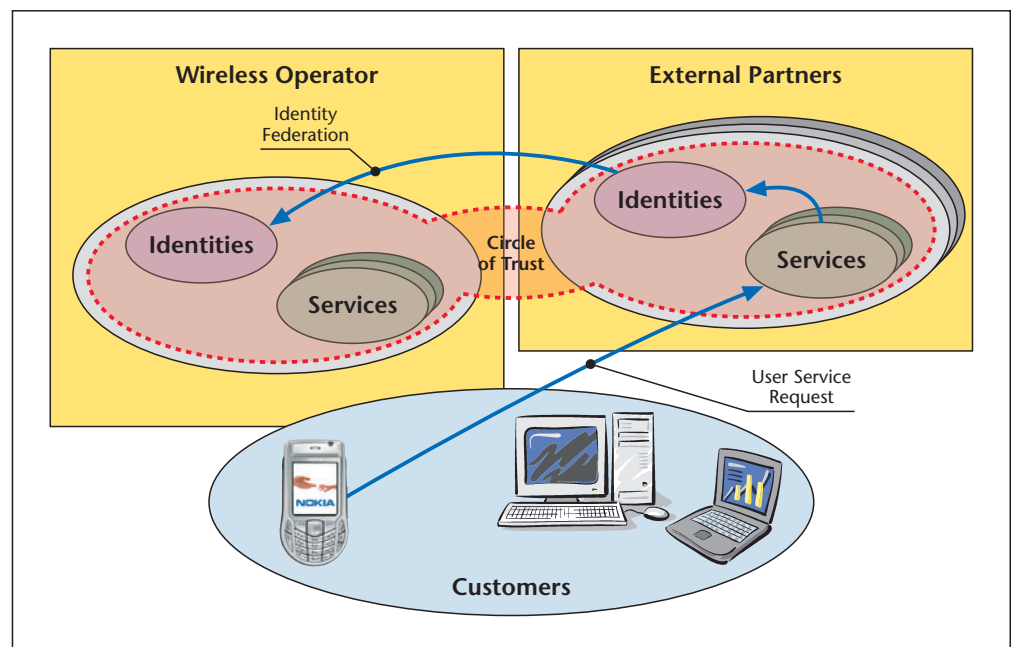 Wireless Operator
External Partners
Identity
Federation
Identities
Services
Circle
of Trust
Identities
Services
User Service
Request
NOKIA
Customers